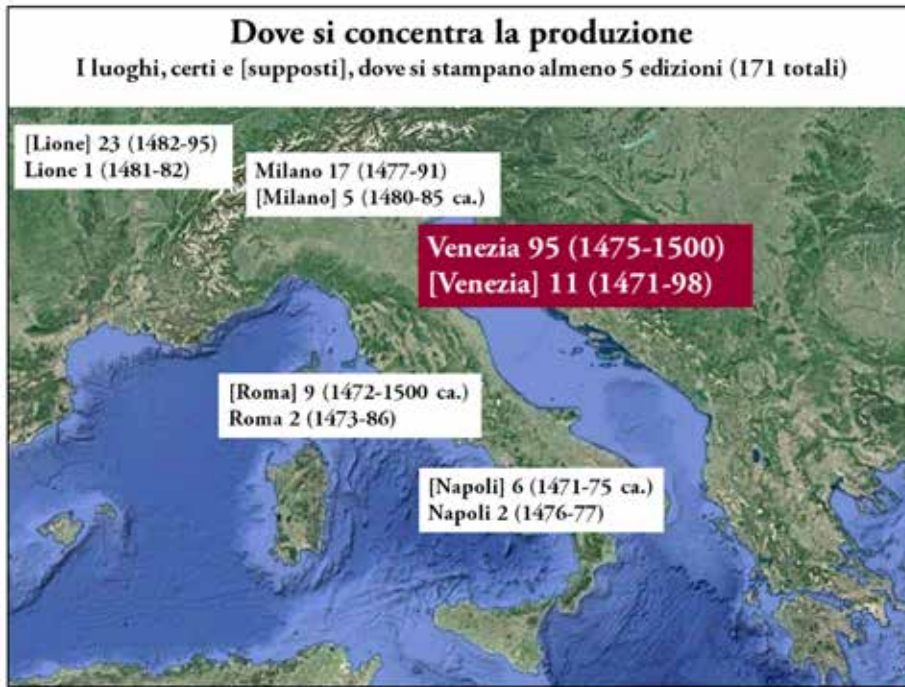 Dove si concentra la produzione
I luoghi, certi e [supposti], dove si stampano almeno 5 edizioni (171 totali)
[Lione] 23 (1482-95)
Lione 1 (1481-82)
Milano 17 (1477-91)
[Milano] 5 (1480-85 ca.)
Venezia 95 (1475-1500)
[Venezia] 11 (1471-98)
[Roma] 9 (1472-1500 ca.)
Roma 2 (1473-86)
[Napoli] 6 (1471-75 ca.)
Napoli 2 (1476-77)